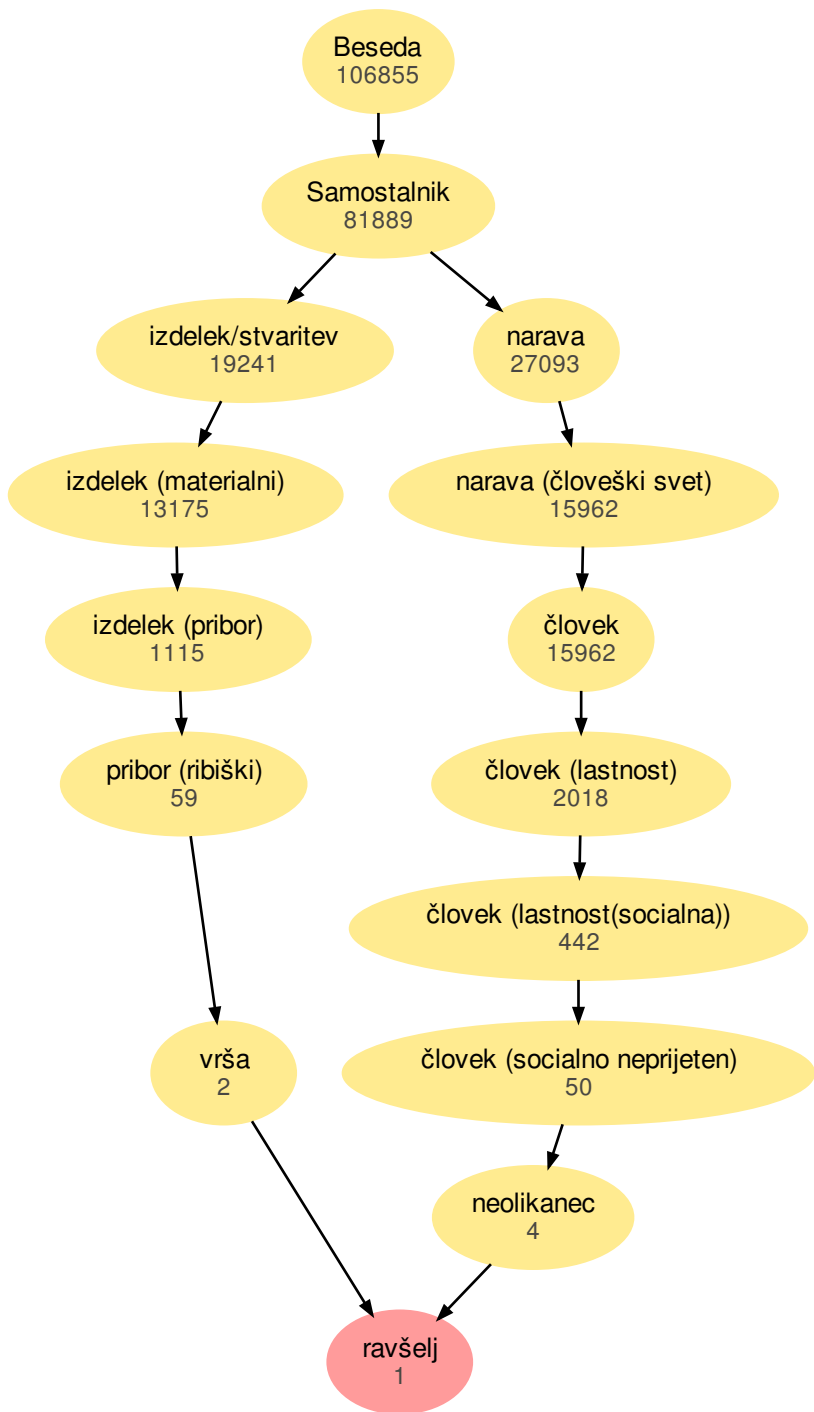 Beseda
106855
Samostalnik
81889
izdelek/stvaritev
19241
narava
27093
izdelek (materialni)
13175
narava (človeški svet)
15962
izdelek (pribor)
1115
človek
15962
pribor (ribiški)
59
človek (lastnost)
2018
človek (lastnost(socialna))
442
vrša
2
človek (socialno neprijeten)
50
neolikanec
4
ravšelj
1